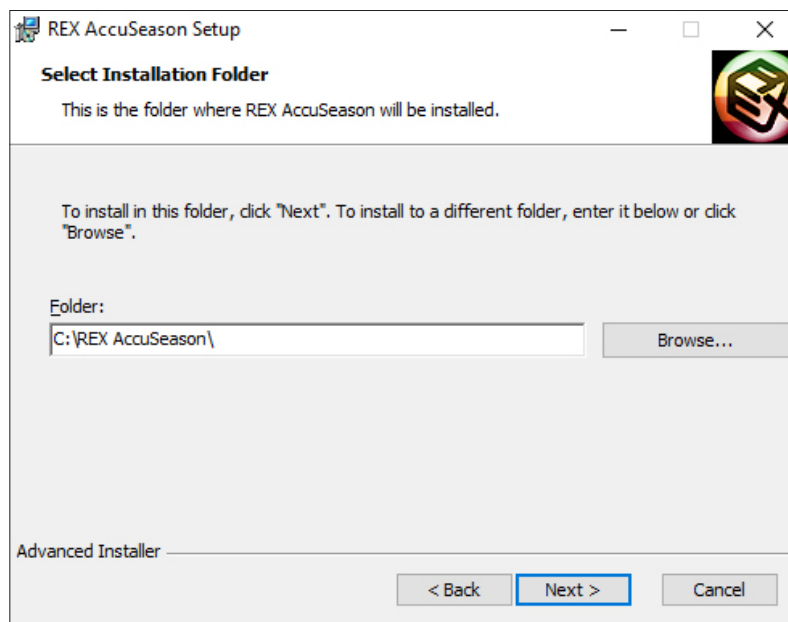 REX AccuSeason Setup
Select Installation Folder
This is the folder where REX AccuSeason will be installed.
To install in this folder, click "Next". To install to a different folder, enter it below or click
"Browse".
Folder:
C:\REX AccuSeason\
Browse...
Advanced Installer
< Back
Next >
Cancel